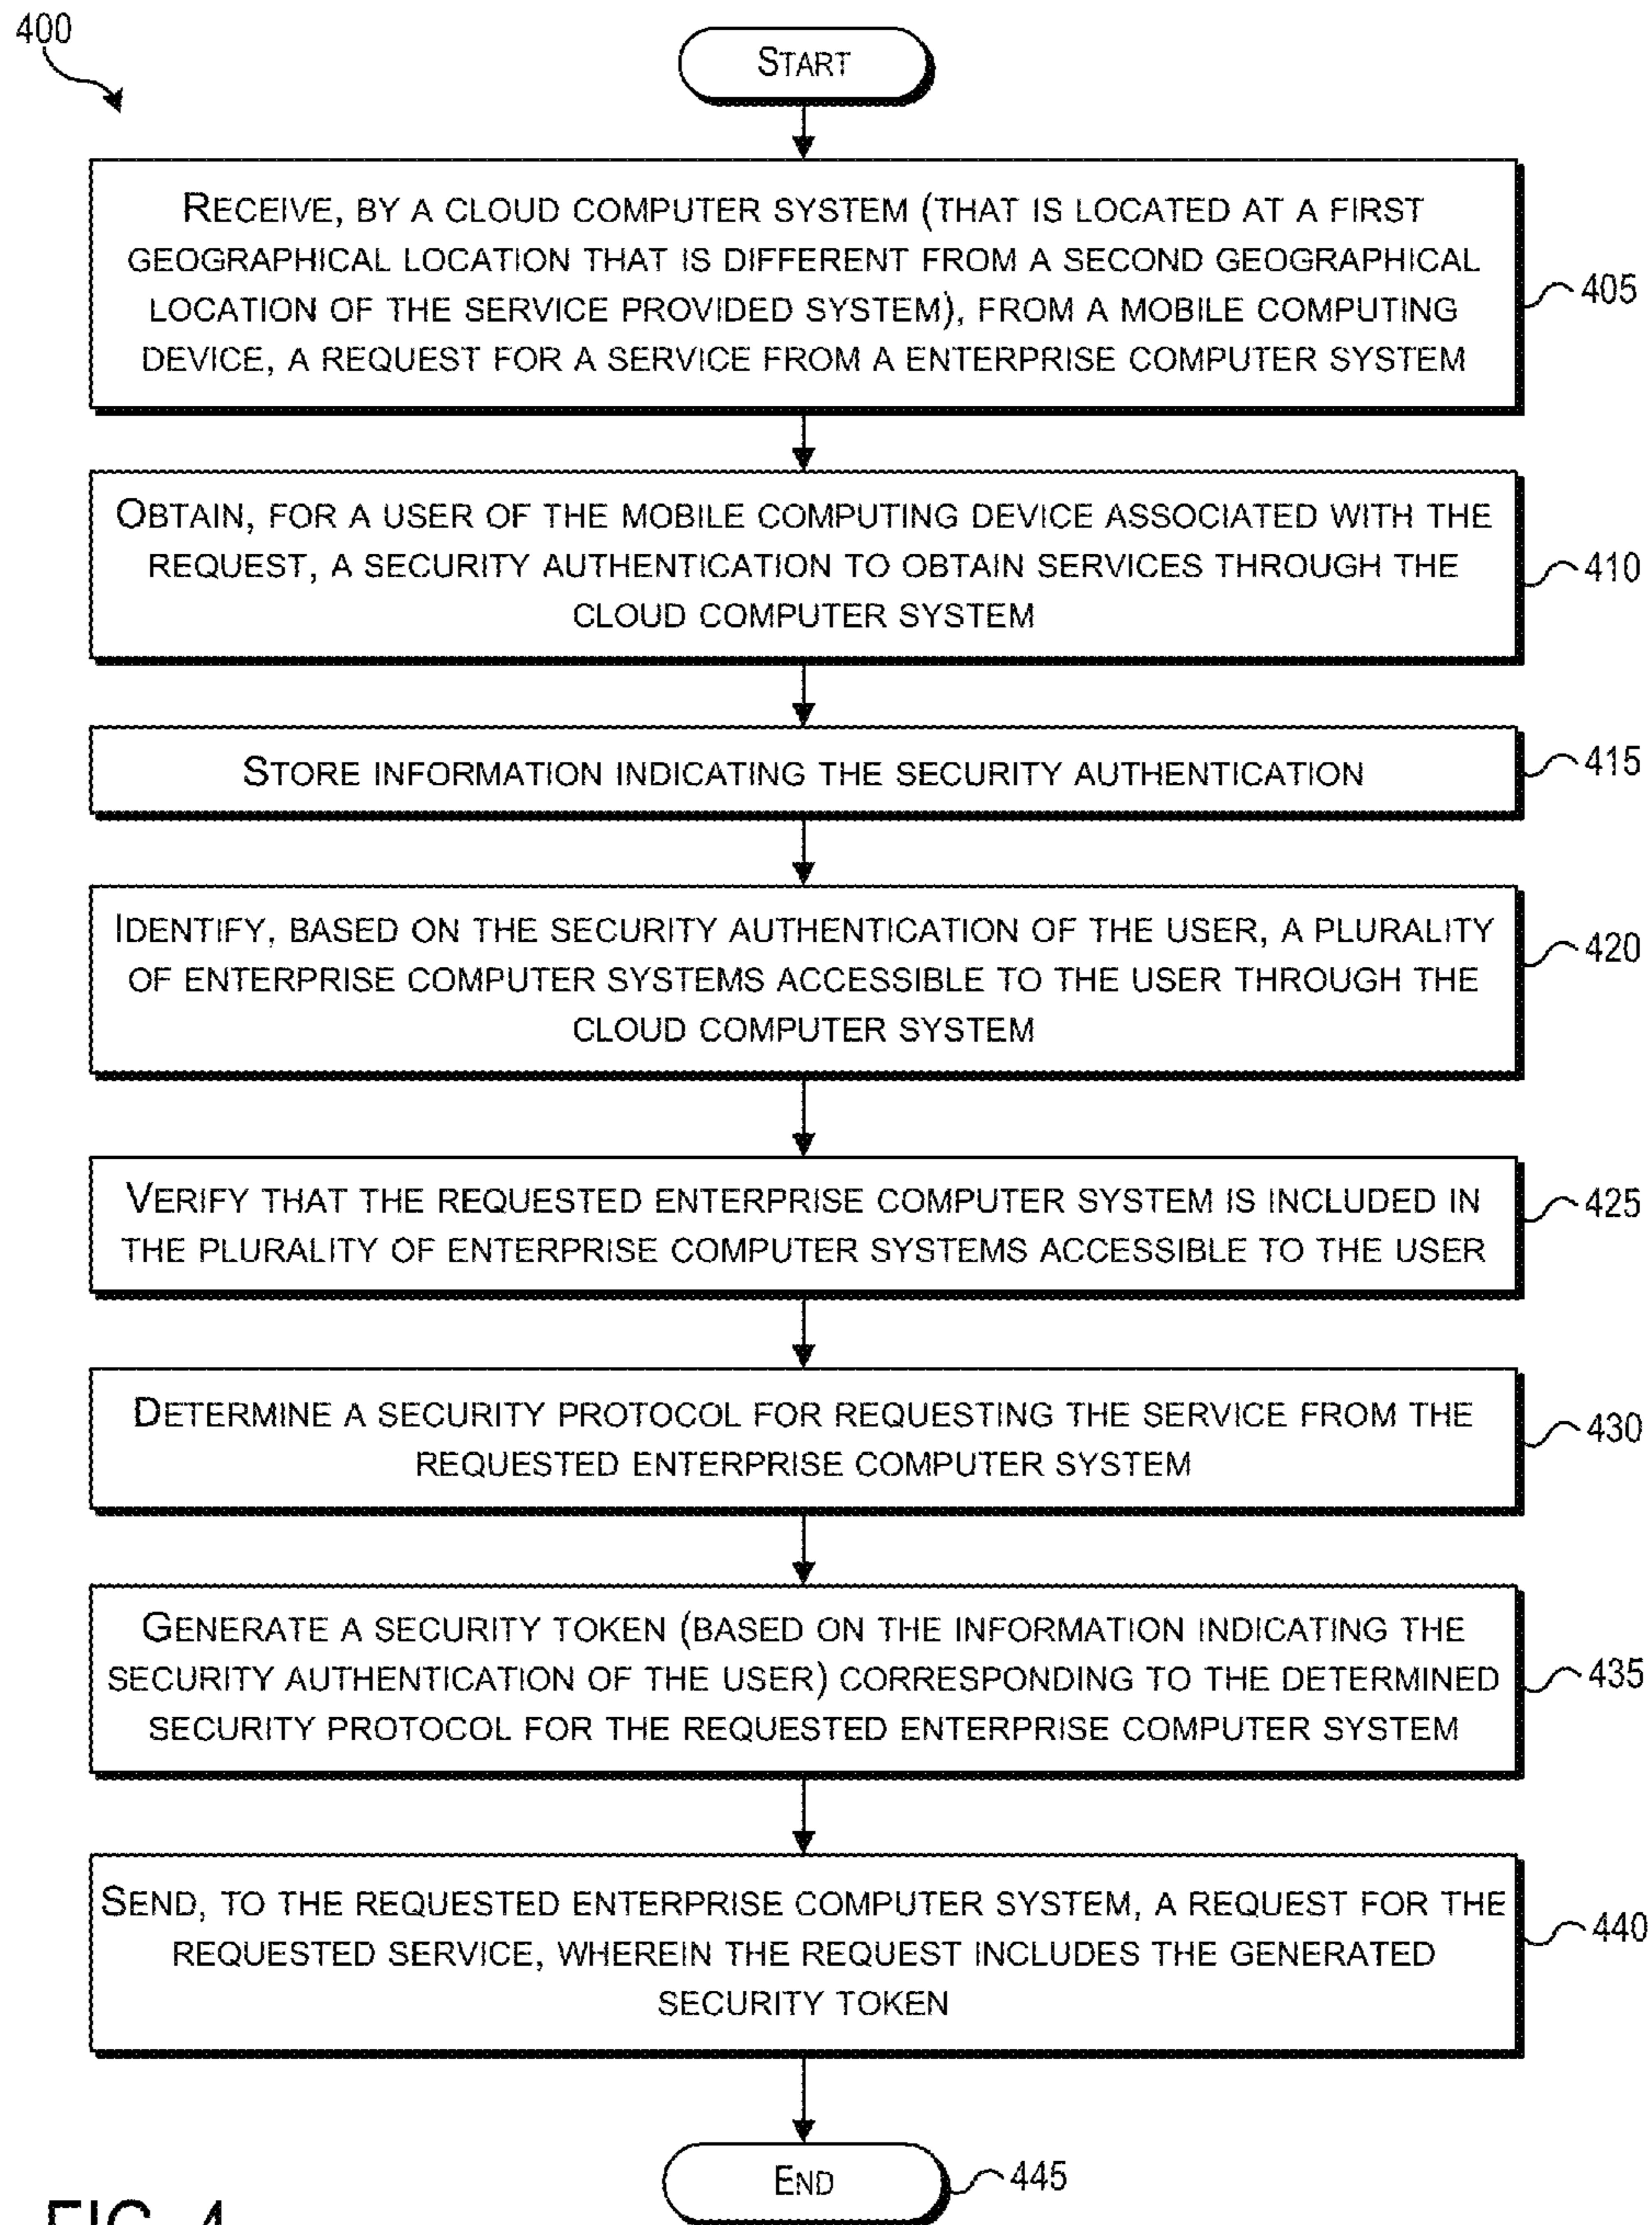 400
START
RECEIVE, BY A CLOUD COMPUTER SYSTEM (THAT IS LOCATED AT A FIRST
GEOGRAPHICAL LOCATION THAT IS DIFFERENT FROM A SECOND GEOGRAPHICAL
LOCATION OF THE SERVICE PROVIDED SYSTEM), FROM A MOBILE COMPUTING
DEVICE, A REQUEST FOR A SERVICE FROM A ENTERPRISE COMPUTER SYSTEM
405
OBTAIN, FOR A USER OF THE MOBILE COMPUTING DEVICE ASSOCIATED WITH THE
REQUEST, A SECURITY AUTHENTICATION TO OBTAIN SERVICES THROUGH THE
CLOUD COMPUTER SYSTEM
410
STORE INFORMATION INDICATING THE SECURITY AUTHENTICATION
415
IDENTIFY, BASED ON THE SECURITY AUTHENTICATION OF THE USER, A PLURALITY
OF ENTERPRISE COMPUTER SYSTEMS ACCESSIBLE TO THE USER THROUGH THE
CLOUD COMPUTER SYSTEM
420
VERIFY THAT THE REQUESTED ENTERPRISE COMPUTER SYSTEM IS INCLUDED IN
THE PLURALITY OF ENTERPRISE COMPUTER SYSTEMS ACCESSIBLE TO THE USER
425
DETERMINE A SECURITY PROTOCOL FOR REQUESTING THE SERVICE FROM THE
REQUESTED ENTERPRISE COMPUTER SYSTEM
430
GENERATE A SECURITY TOKEN (BASED ON THE INFORMATION INDICATING THE
SECURITY AUTHENTICATION OF THE USER) CORRESPONDING TO THE DETERMINED
SECURITY PROTOCOL FOR THE REQUESTED ENTERPRISE COMPUTER SYSTEM
435
SEND, TO THE REQUESTED ENTERPRISE COMPUTER SYSTEM, A REQUEST FOR THE
REQUESTED SERVICE, WHEREIN THE REQUEST INCLUDES THE GENERATED
SECURITY TOKEN
440
END
445
FIG. 4